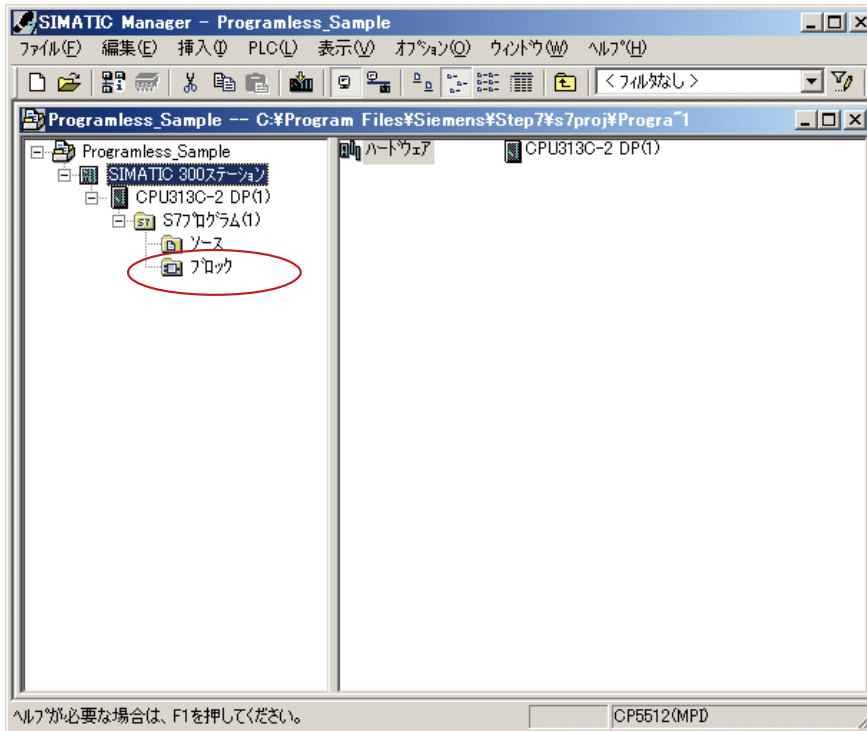 SIMATIC Manager - Programless_Sample
ファイル(F) 編集(E) 挿入(I) PLC(L) 表示(V) オプション(O) ウィンドウ(W) ヘルプ(H)
< フィルタなし >
Programless_Sample -- C:¥Program Files¥Siemens¥Step7¥s7proj¥Progra~1
Programless_Sample
SIMATIC 300ステーション
CPU313C-2 DP(1)
S7プログラム(1)
ソース
ブロック
ハードウェア CPU313C-2 DP(1)
ヘルプが必要な場合は、F1を押してください。 CP5512(MPI)